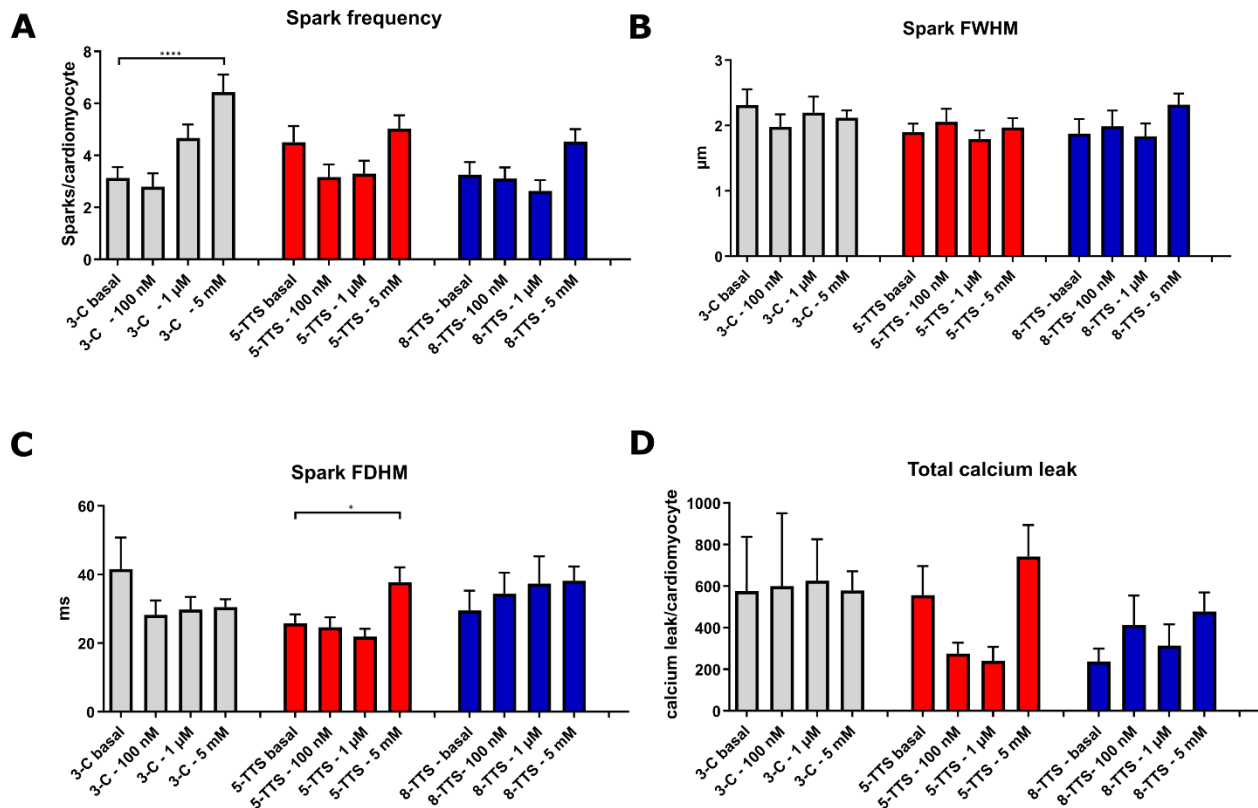 A
Spark frequency
Sparks/cardiomyocyte
8
6
4
2
0
****
3-C basal
3-C - 100 nM
3-C - 1 µM
3-C - 5 mM
5-TTS basal
5-TTS - 100 nM
5-TTS - 1 µM
5-TTS - 5 mM
8-TTS - basal
8-TTS- 100 nM
8-TTS - 1 µM
8-TTS - 5 mM
B
Spark FWHM
µm
3
2
1
0
3-C basal
3-C - 100 nM
3-C - 1 µM
3-C - 5 mM
5-TTS basal
5-TTS - 100 nM
5-TTS - 1 µM
5-TTS - 5 mM
8-TTS - basal
8-TTS- 100 nM
8-TTS - 1 µM
8-TTS - 5 mM
C
Spark FDHM
ms
60
40
20
0
*
3-C basal
3-C - 100 nM
3-C - 1 µM
3-C - 5 mM
5-TTS basal
5-TTS - 100 nM
5-TTS - 1 µM
5-TTS - 5 mM
8-TTS - basal
8-TTS - 100 nM
8-TTS - 1 µM
8-TTS - 5 mM
D
Total calcium leak
calcium leak/cardiomyocyte
1000
800
600
400
200
0
3-C basal
3-C - 100 nM
3-C - 1 µM
3-C - 5 mM
5-TTS basal
5-TTS - 100 nM
5-TTS - 1 µM
5-TTS - 5 mM
8-TTS - basal
8-TTS- 100 nM
8-TTS - 1 µM
8-TTS - 5 mM